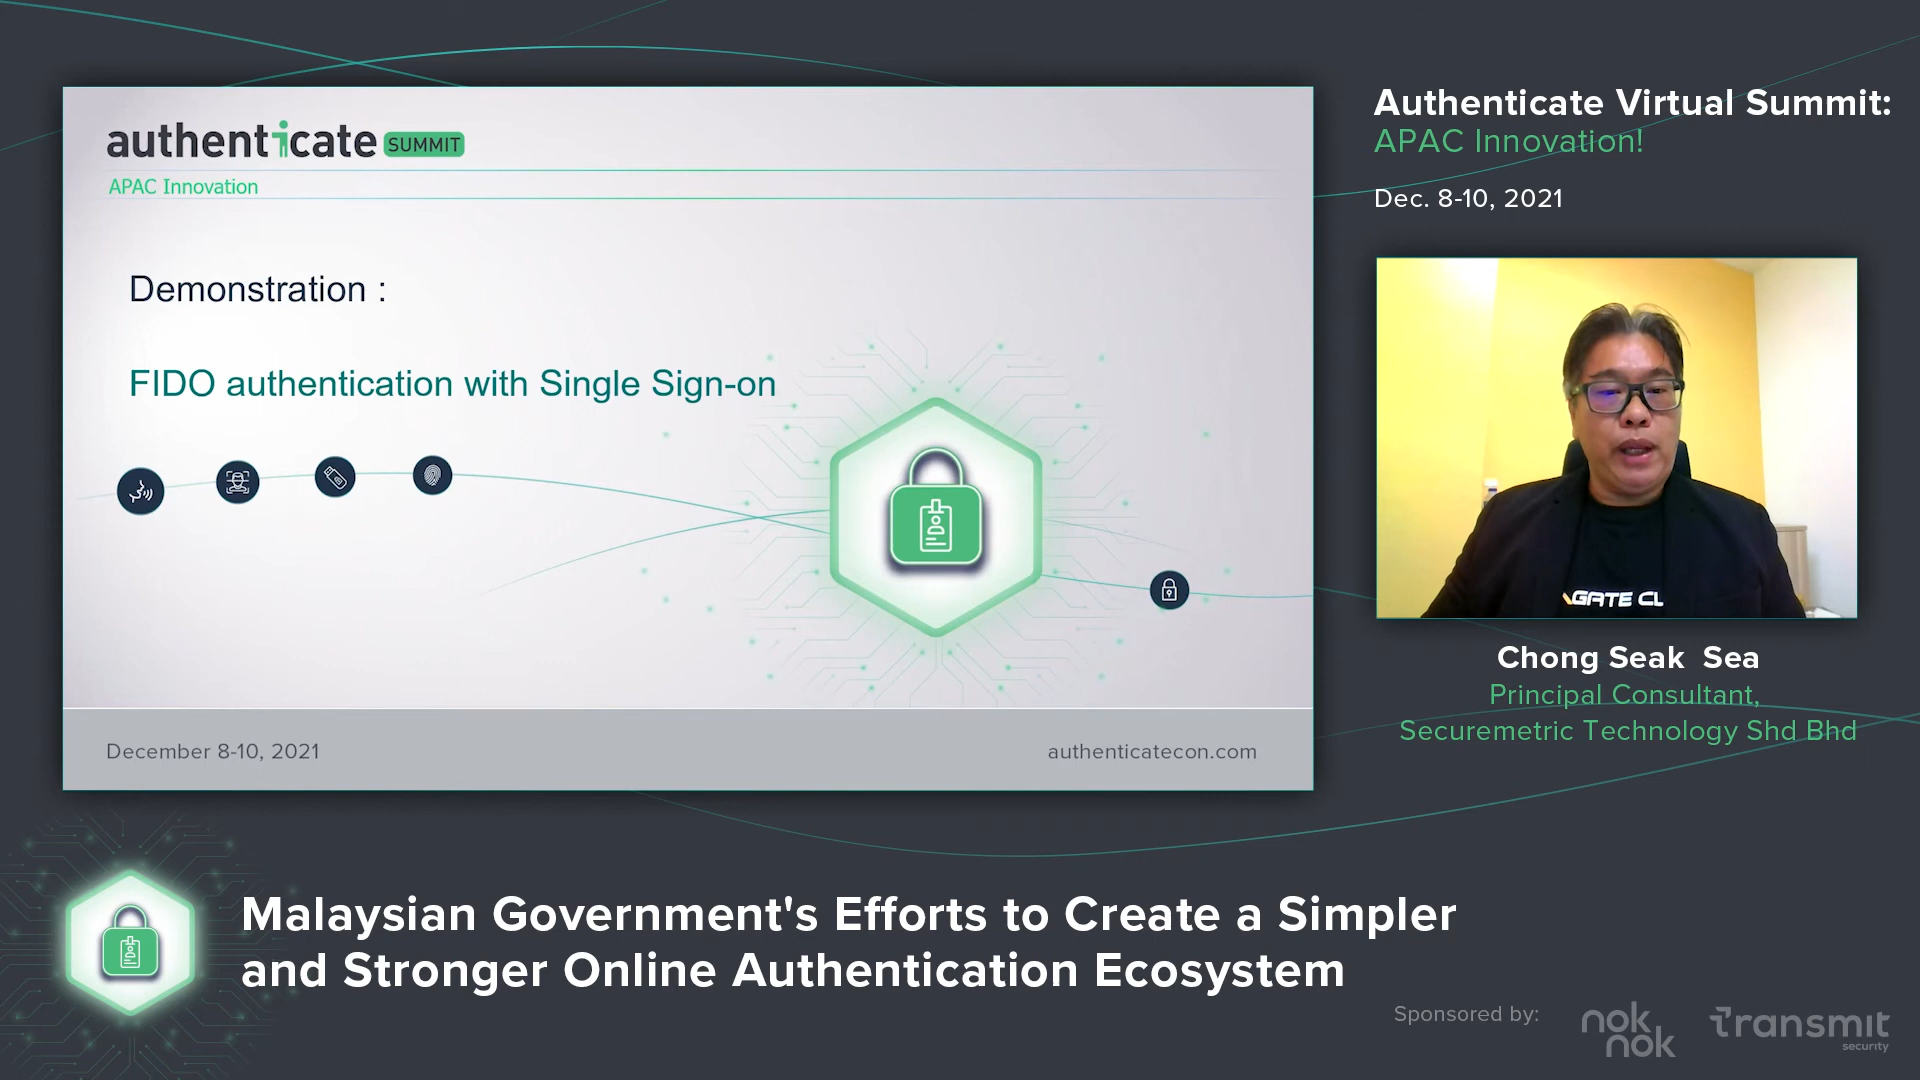 authenticate SUMMIT
APAC Innovation
Demonstration :
FIDO authentication with Single Sign-on
December 8-10, 2021
authenticatecon.com
Authenticate Virtual Summit:
APAC Innovation!
Dec. 8-10, 2021
GATE CL
Chong Seak Sea
Principal Consultant,
Securemetric Technology Shd Bhd
Malaysian Government's Efforts to Create a Simpler
and Stronger Online Authentication Ecosystem
Sponsored by:
nok
nok
Transmit
security